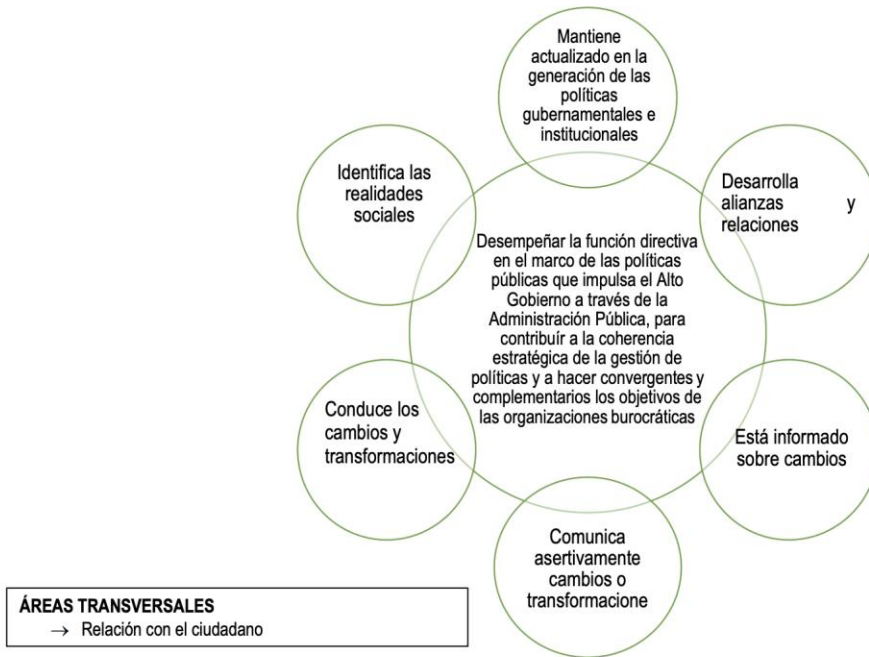 Mantiene
actualizado en la
generación de las
políticas
gubernamentales e
institucionales
Identifica las
realidades
sociales
Desarrolla
alianzas y
relaciones
Desempeñar la función directiva
en el marco de las políticas
públicas que impulsa el Alto
Gobierno a través de la
Administración Pública, para
contribuír a la coherencia
estratégica de la gestión de
políticas y a hacer convergentes y
complementarios los objetivos de
las organizaciones burocráticas
Conduce los
cambios y
transformaciones
Está informado
sobre cambios
Comunica
asertivamente
cambios o
transformacione
ÁREAS TRANSVERSALES
→ Relación con el ciudadano